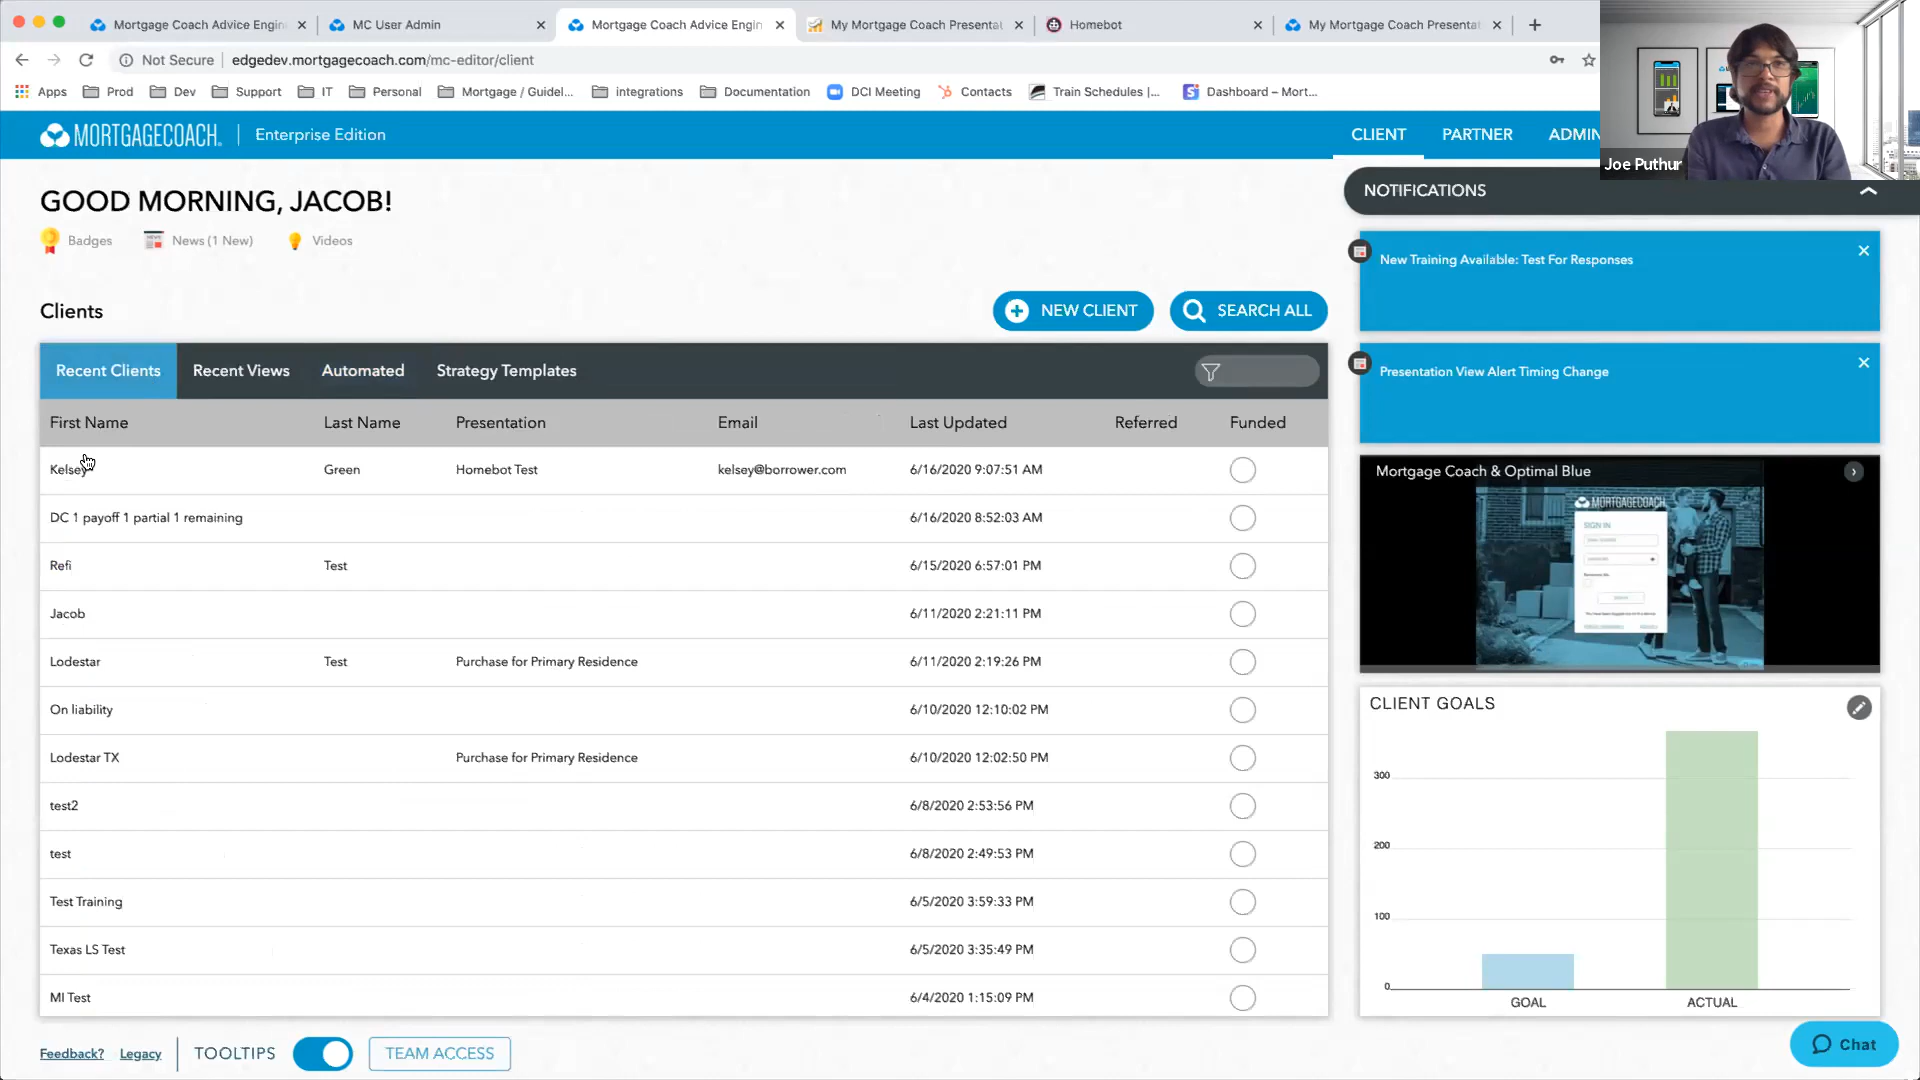 Mortgage Coach Advice Engin
MC User Admin
Mortgage Coach Advice Engin
My Mortgage Coach Presental
Homebot
My Mortgage Coach Presenta
Not Secure
edgedev.mortgagecoach.com/mc-editor/client
Apps
Prod
Dev
Support
IT
Personal
Mortgage / Guidel...
integrations
Documentation
DCI Meeting
Contacts
Train Schedules |...
Dashboard – Mort...
MORTGAGECOACH.
Enterprise Edition
CLIENT
PARTNER
ADMIN
Joe Puthur
GOOD MORNING, JACOB!
Badges
News (1 New)
Videos
NOTIFICATIONS
New Training Available: Test For Responses
Presentation View Alert Timing Change
Clients
NEW CLIENT
SEARCH ALL
Recent Clients
Recent Views
Automated
Strategy Templates
First Name Last Name Presentation Email Last Updated Referred Funded
Kelsey Green Homebot Test kelsey@borrower.com 6/16/2020 9:07:51 AM
DC 1 payoff 1 partial 1 remaining 6/16/2020 8:52:03 AM
Refi Test 6/15/2020 6:57:01 PM
Jacob 6/11/2020 2:21:11 PM
Lodestar Test Purchase for Primary Residence 6/11/2020 2:19:26 PM
On liability 6/10/2020 12:10:02 PM
Lodestar TX Purchase for Primary Residence 6/10/2020 12:02:50 PM
test2 6/8/2020 2:53:56 PM
test 6/8/2020 2:49:53 PM
Test Training 6/5/2020 3:59:33 PM
Texas LS Test 6/5/2020 3:35:49 PM
MI Test 6/4/2020 1:15:09 PM
Mortgage Coach & Optimal Blue
MORTGAGECOACH
SIGN IN
CLIENT GOALS
300
200
100
0
GOAL
ACTUAL
Feedback?
Legacy
TOOLTIPS
TEAM ACCESS
Chat